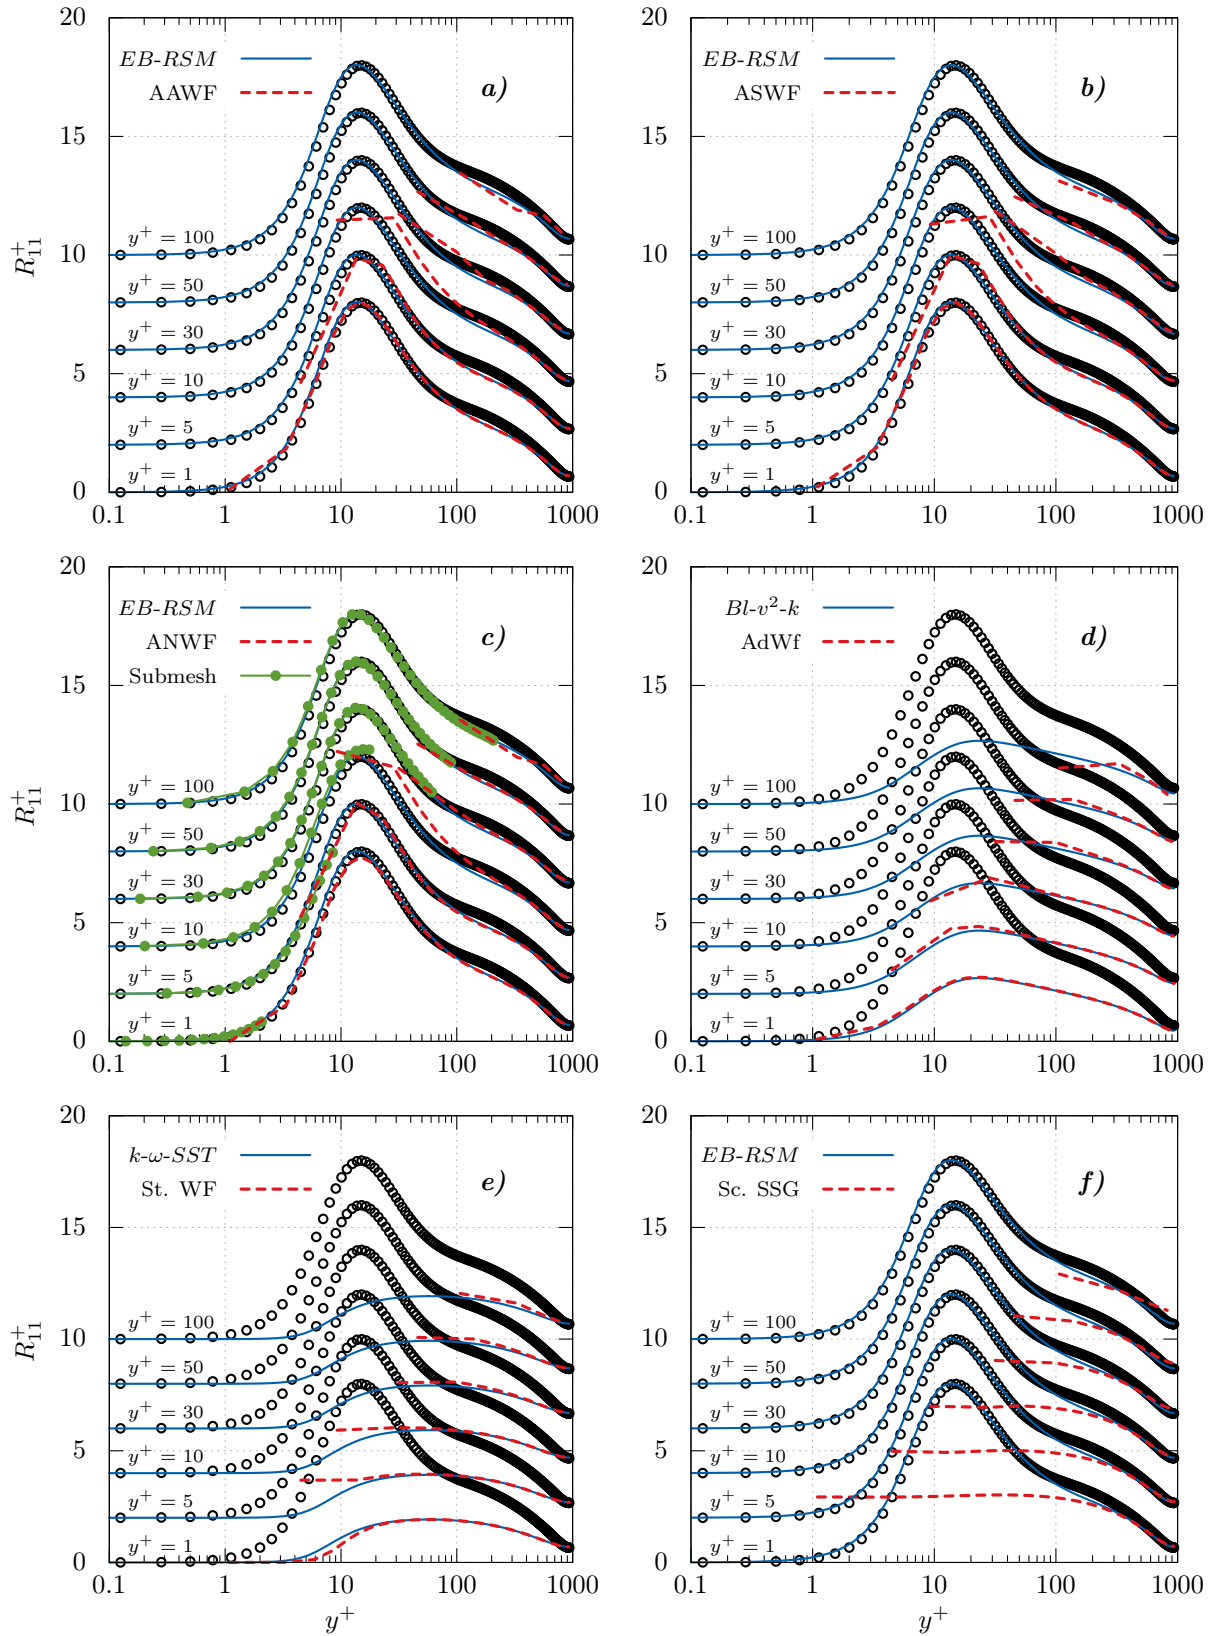 20
15
10
5
0
R₁₁⁺
EB-RSM
AAWF
a)
y⁺ = 100
y⁺ = 50
y⁺ = 30
y⁺ = 10
y⁺ = 5
y⁺ = 1
0.1 1 10 100 1000
20
15
10
5
0
EB-RSM
ASWF
b)
y⁺ = 100
y⁺ = 50
y⁺ = 30
y⁺ = 10
y⁺ = 5
y⁺ = 1
0.1 1 10 100 1000
20
15
10
5
0
R₁₁⁺
EB-RSM
ANWF
Submesh
c)
y⁺ = 100
y⁺ = 50
y⁺ = 30
y⁺ = 10
y⁺ = 5
y⁺ = 1
0.1 1 10 100 1000
20
15
10
5
0
Bl-v²-k
AdWf
d)
y⁺ = 100
y⁺ = 50
y⁺ = 30
y⁺ = 10
y⁺ = 5
y⁺ = 1
0.1 1 10 100 1000
20
15
10
5
0
R₁₁⁺
k-ω-SST
St. WF
e)
y⁺ = 100
y⁺ = 50
y⁺ = 30
y⁺ = 10
y⁺ = 5
y⁺ = 1
0.1 1 10 100 1000
y⁺
20
15
10
5
0
EB-RSM
Sc. SSG
f)
y⁺ = 100
y⁺ = 50
y⁺ = 30
y⁺ = 10
y⁺ = 5
y⁺ = 1
0.1 1 10 100 1000
y⁺